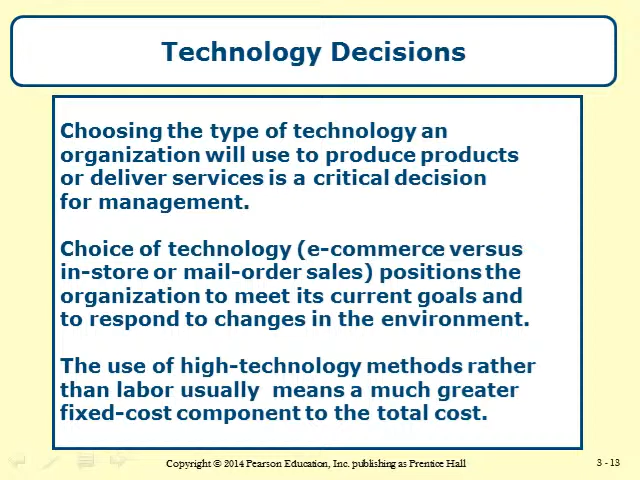 Technology Decisions
Choosing the type of technology an
organization will use to produce products
or deliver services is a critical decision
for management.
Choice of technology (e-commerce versus
in-store or mail-order sales) positions the
organization to meet its current goals and
to respond to changes in the environment.
The use of high-technology methods rather
than labor usually  means a much greater
fixed-cost component to the total cost.
Copyright © 2014 Pearson Education, Inc. publishing as Prentice Hall
3 - 13